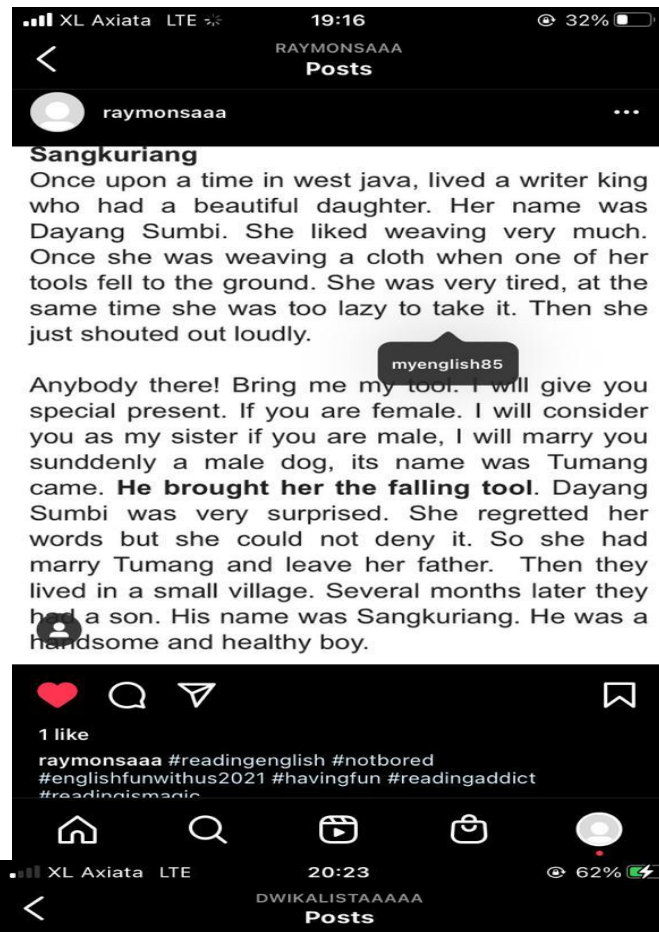 XL Axiata LTE 19:16 32%
RAYMONSAAA
Posts
raymonsaaa
Sangkuriang
Once upon a time in west java, lived a writer king
who had a beautiful daughter. Her name was
Dayang Sumbi. She liked weaving very much.
Once she was weaving a cloth when one of her
tools fell to the ground. She was very tired, at the
same time she was too lazy to take it. Then she
just shouted out loudly.
myenglish85
Anybody there! Bring me my tool. I will give you
special present. If you are female. I will consider
you as my sister if you are male, I will marry you
sunddenly a male dog, its name was Tumang
came. He brought her the falling tool. Dayang
Sumbi was very surprised. She regretted her
words but she could not deny it. So she had
marry Tumang and leave her father. Then they
lived in a small village. Several months later they
had a son. His name was Sangkuriang. He was a
handsome and healthy boy.
1 like
raymonsaaa #readingenglish #notbored
#englishfunwithus2021 #havingfun #readingaddict
#readingismagic
XL Axiata LTE 20:23 62%
DWIKALISTAAAAA
Posts